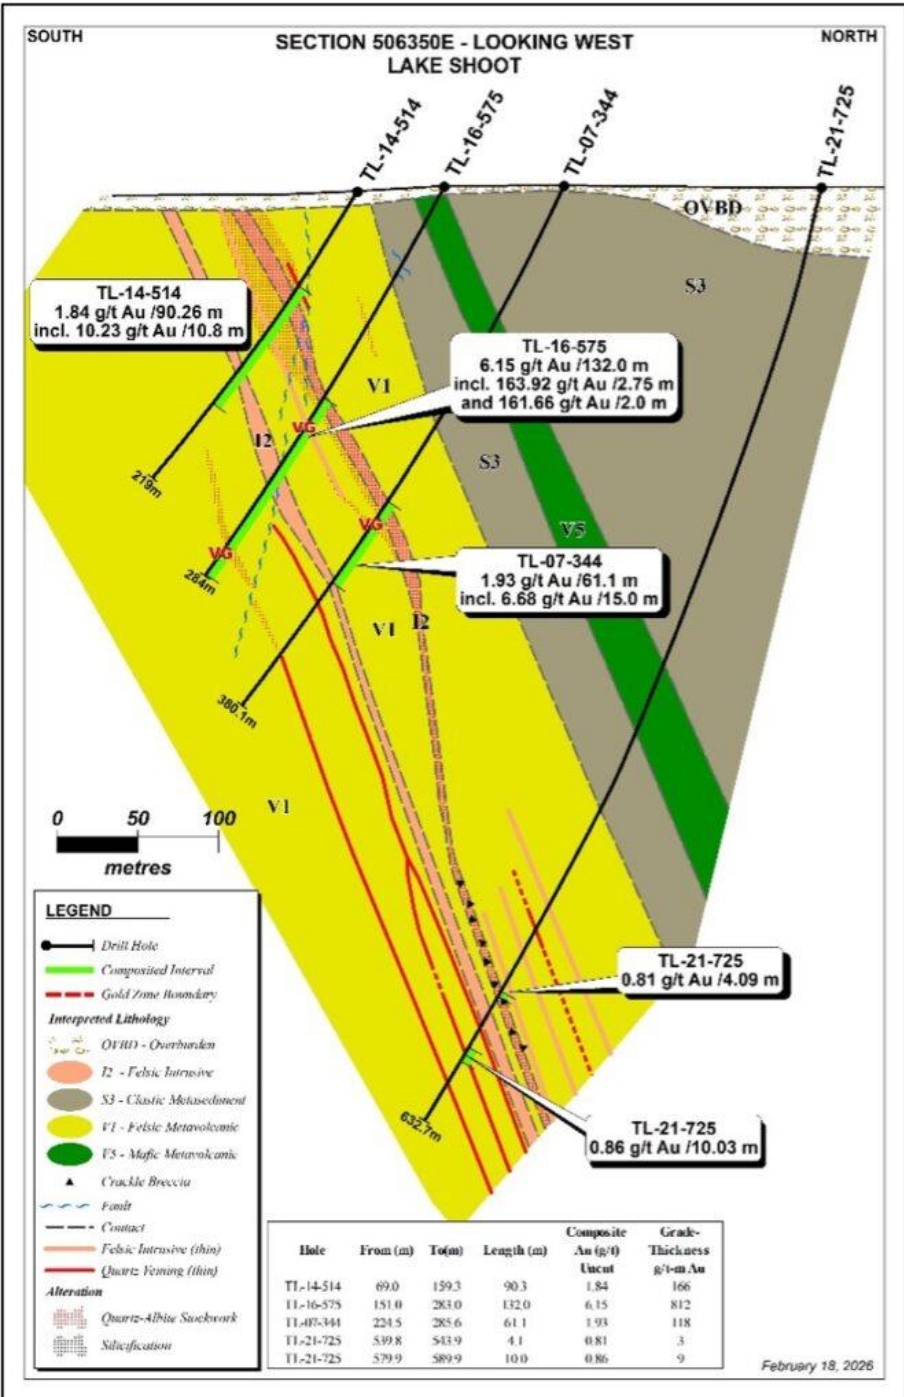 SOUTH
SECTION 506350E - LOOKING WEST
LAKE SHOOT
NORTH
TL-14-514
TL-16-575
TL-07-344
TL-21-725
OVBD
S3
TL-14-514
1.84 g/t Au /90.26 m
incl. 10.23 g/t Au /10.8 m
TL-16-575
6.15 g/t Au /132.0 m
incl. 163.92 g/t Au /2.75 m
and 161.66 g/t Au /2.0 m
V1
VG
I2
S3
219m
VG
V5
VG
284m
TL-07-344
1.93 g/t Au /61.1 m
incl. 6.68 g/t Au /15.0 m
V1
I2
380.1m
V1
0 50 100
metres
TL-21-725
0.81 g/t Au /4.09 m
632.7m
TL-21-725
0.86 g/t Au /10.03 m
LEGEND
Drill Hole
Composited Interval
Gold Zone Boundary
Interpreted Lithology
OVBD - Overburden
I2 - Felsic Intrusive
S3 - Clastic Metasediment
V1 - Felsic Metavolcanic
V5 - Mafic Metavolcanic
Crackle Breccia
Fault
Contact
Felsic Intrusive (thin)
Quartz Veining (thin)
Alteration
Quartz-Albite Stockwork
Silicification
Hole From (m) To(m) Length (m) Composite Au (g/t) Uncut Grade-Thickness g/t-m Au
TL-14-514 69.0 159.3 90.3 1.84 166
TL-16-575 151.0 283.0 132.0 6.15 812
TL-07-344 224.5 285.6 61.1 1.93 118
TL-21-725 539.8 543.9 4.1 0.81 3
TL-21-725 579.9 589.9 10.0 0.86 9
February 18, 2026